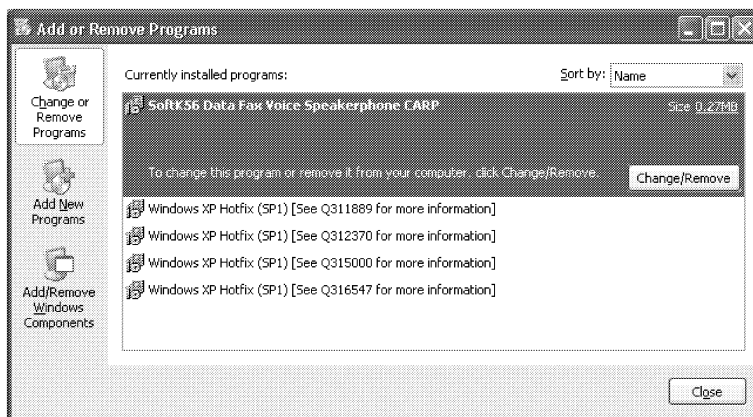 Add or Remove Programs
Change or
Remove
Programs
Add New
Programs
Add/Remove
Windows
Components
Currently installed programs:
Sort by: Name
SoftK56 Data Fax Voice Speakerphone CARP
Size 0.27MB
To change this program or remove it from your computer, click Change/Remove.
Change/Remove
Windows XP Hotfix (SP1) [See Q311889 for more information]
Windows XP Hotfix (SP1) [See Q312370 for more information]
Windows XP Hotfix (SP1) [See Q315000 for more information]
Windows XP Hotfix (SP1) [See Q316547 for more information]
Close